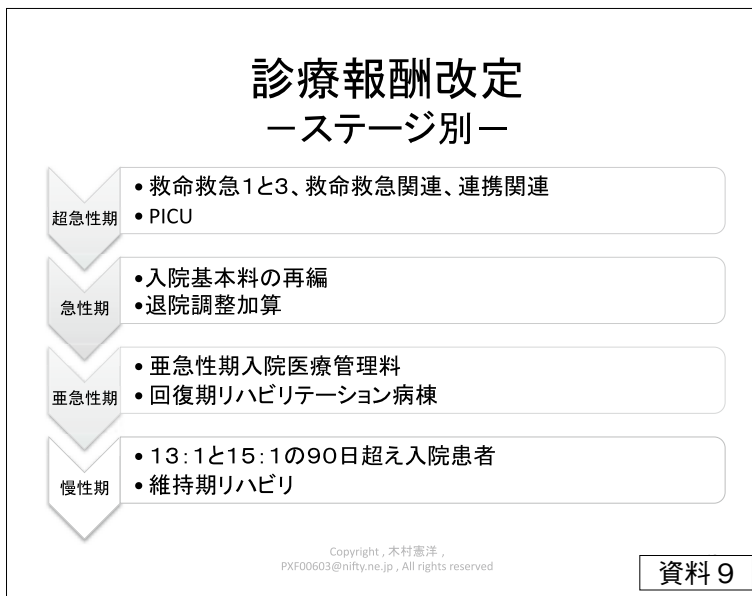 診療報酬改定
－ステージ別－
超急性期
•救命救急１と３、救命救急関連、連携関連
•PICU
急性期
•入院基本料の再編
•退院調整加算
亜急性期
•亜急性期入院医療管理料
•回復期リハビリテーション病棟
慢性期
•１３：１と１５：１の９０日超え入院患者
•維持期リハビリ
Copyright , 木村憲洋 ,
PXF00603@nifty.ne.jp , All rights reserved
資料９